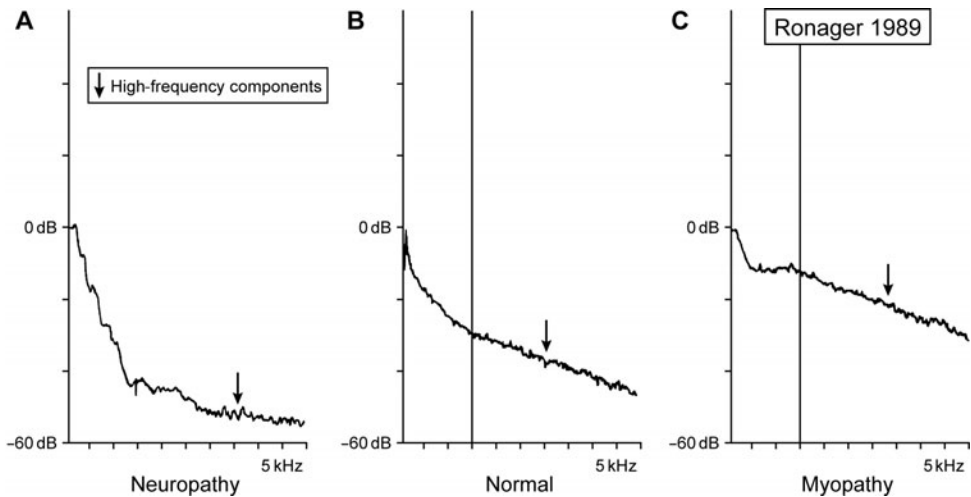 A
B
C
Ronager 1989
High-frequency components
0 dB
0 dB
0 dB
–60 dB
–60 dB
–60 dB
5 kHz
5 kHz
5 kHz
Neuropathy
Normal
Myopathy